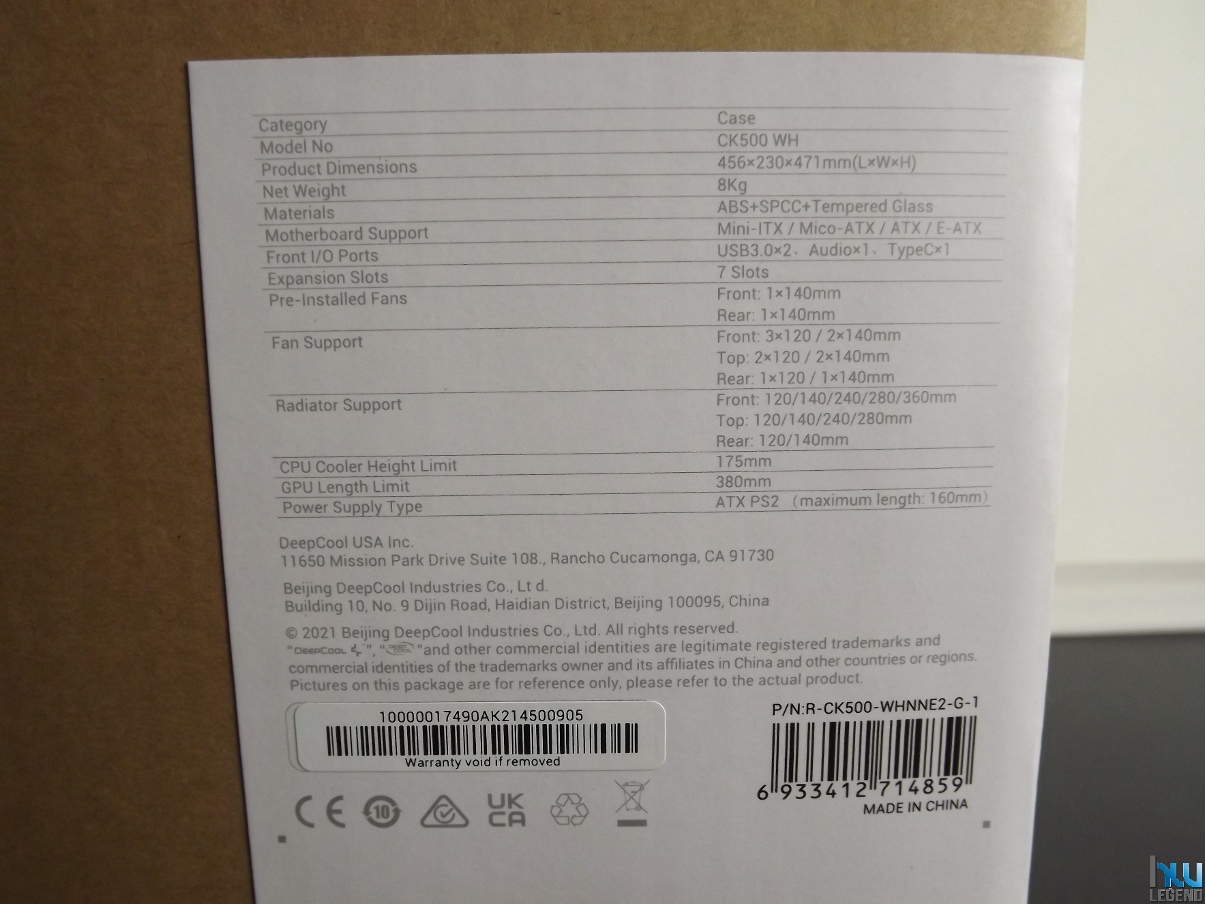 Category Case
Model No CK500 WH
Product Dimensions 456×230×471mm(L×W×H)
Net Weight 8Kg
Materials ABS+SPCC+Tempered Glass
Motherboard Support Mini-ITX / Mico-ATX / ATX / E-ATX
Front I/O Ports USB3.0×2、Audio×1、TypeC×1
Expansion Slots 7 Slots
Pre-Installed Fans Front: 1×140mm
Rear: 1×140mm
Fan Support Front: 3×120 / 2×140mm
Top: 2×120 / 2×140mm
Rear: 1×120 / 1×140mm
Radiator Support Front: 120/140/240/280/360mm
Top: 120/140/240/280mm
Rear: 120/140mm
CPU Cooler Height Limit 175mm
GPU Length Limit 380mm
Power Supply Type ATX PS2 （maximum length: 160mm）
DeepCool USA Inc.
11650 Mission Park Drive Suite 108., Rancho Cucamonga, CA 91730
Beijing DeepCool Industries Co., Lt d.
Building 10, No. 9 Dijin Road, Haidian District, Beijing 100095, China
© 2021 Beijing DeepCool Industries Co., Ltd. All rights reserved.
"DEEPCOOL", " "and other commercial identities are legitimate registered trademarks and
commercial identities of the trademarks owner and its affiliates in China and other countries or regions.
Pictures on this package are for reference only, please refer to the actual product.
10000017490AK214500905
Warranty void if removed
P/N:R-CK500-WHNNE2-G-1
6 933412 714859
MADE IN CHINA
CE 10 UK
CA
LEGEND